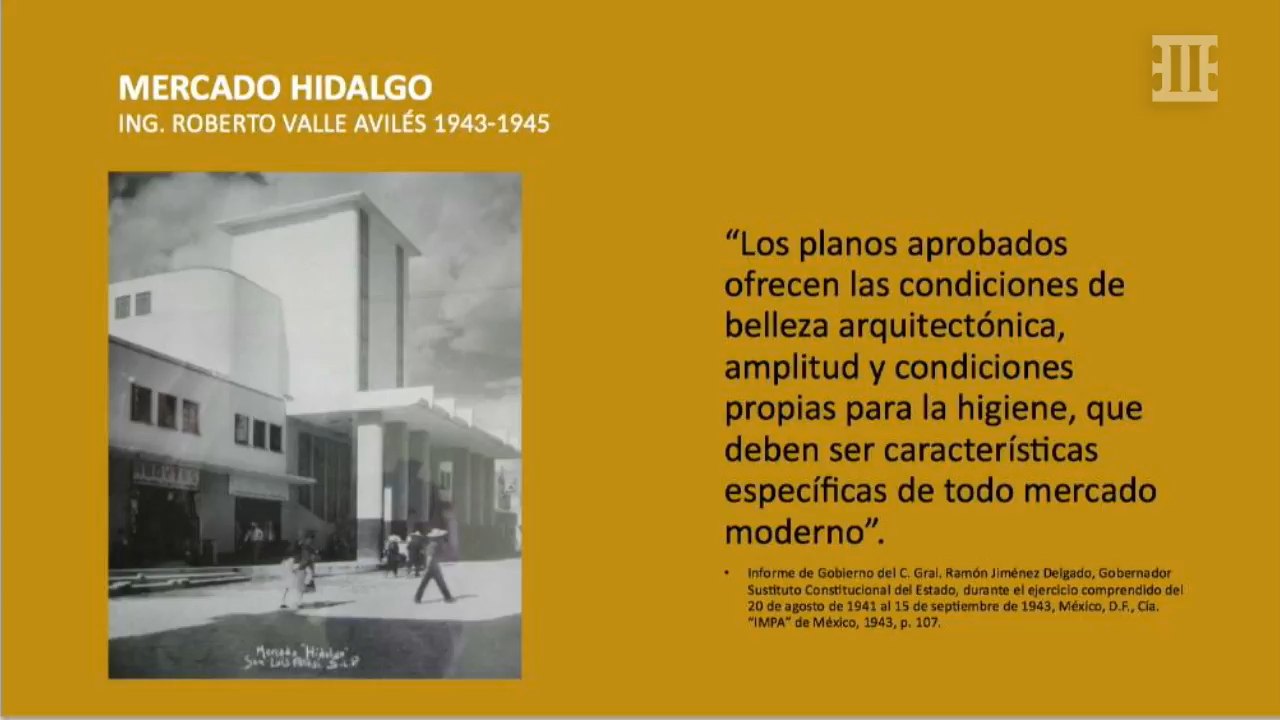 MERCADO HIDALGO
ING. ROBERTO VALLE AVILÉS 1943-1945
“Los planos aprobados
ofrecen las condiciones de
belleza arquitectónica,
amplitud y condiciones
propias para la higiene, que
deben ser características
específicas de todo mercado
moderno”.
• Informe de Gobierno del C. Gral. Ramón Jiménez Delgado, Gobernador
Sustituto Constitucional del Estado, durante el ejercicio comprendido del
20 de agosto de 1941 al 15 de septiembre de 1943, México, D.F., Cía.
“IMPA” de México, 1943, p. 107.
Mercado "Hidalgo"
San Luis Potosí, S.L.P.